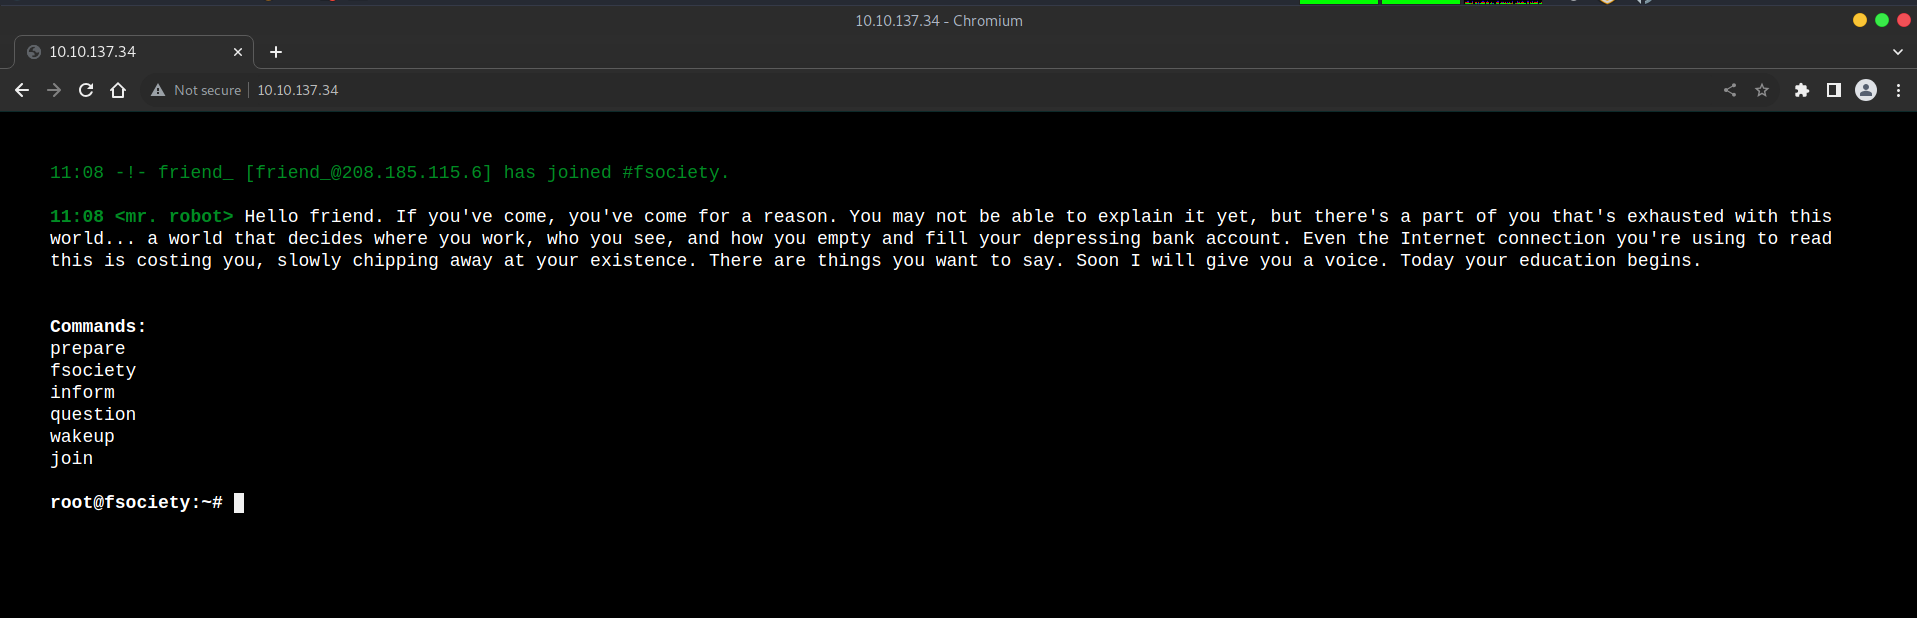 10.10.137.34 - Chromium
10.10.137.34
Not secure 10.10.137.34
11:08 -!- friend_ [friend_@208.185.115.6] has joined #fsociety.
11:08 <mr. robot> Hello friend. If you've come, you've come for a reason. You may not be able to explain it yet, but there's a part of you that's exhausted with this
world... a world that decides where you work, who you see, and how you empty and fill your depressing bank account. Even the Internet connection you're using to read
this is costing you, slowly chipping away at your existence. There are things you want to say. Soon I will give you a voice. Today your education begins.
Commands:
prepare
fsociety
inform
question
wakeup
join
root@fsociety:~#